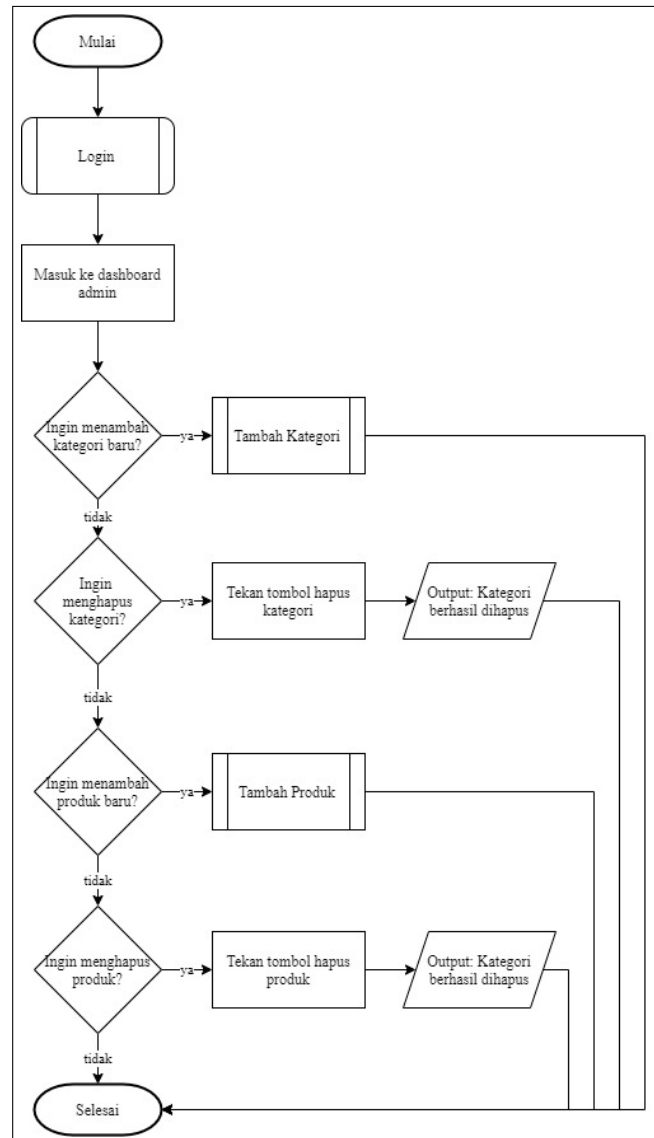 Mulai
Login
Masuk ke dashboard
admin
Ingin menambah
kategori baru?
ya
Tambah Kategori
tidak
Ingin
menghapus
kategori?
ya
Tekan tombol hapus
kategori
Output: Kategori
berhasil dihapus
tidak
Ingin menambah
produk baru?
ya
Tambah Produk
tidak
Ingin menghapus
produk?
ya
Tekan tombol hapus
produk
Output: Kategori
berhasil dihapus
tidak
Selesai